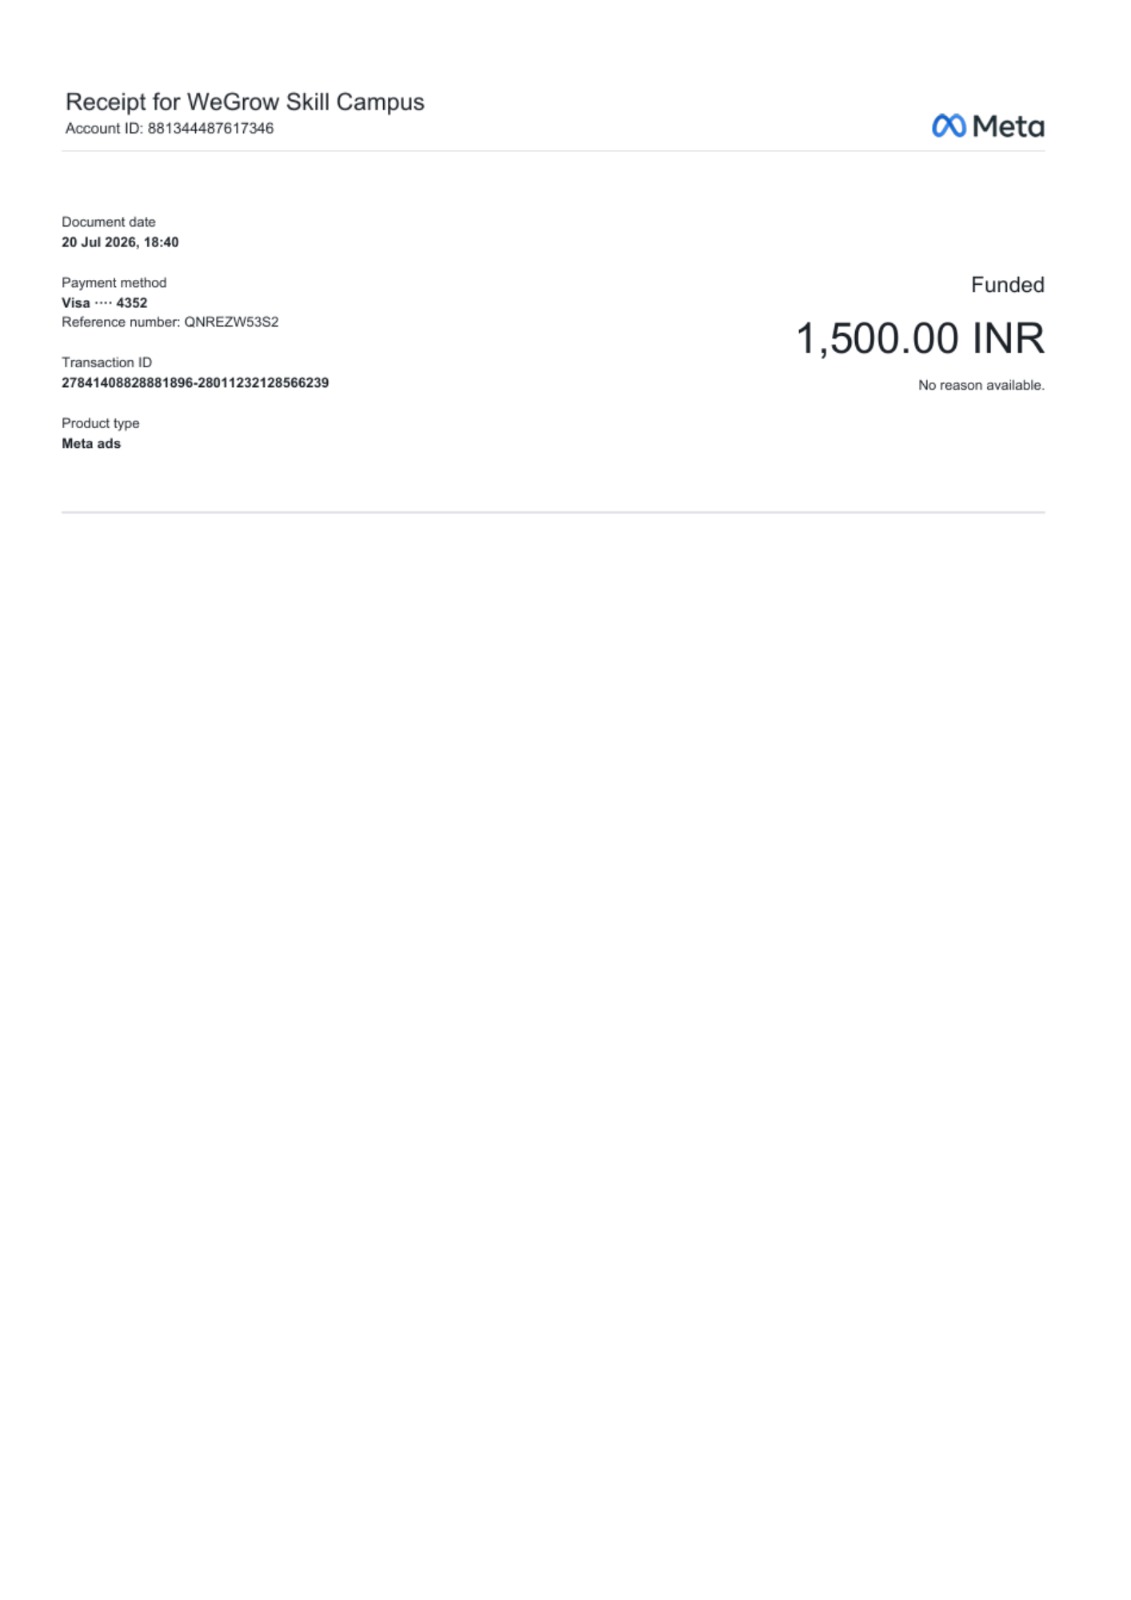 Receipt for WeGrow Skill Campus
Account ID: 881344487617346
Meta
Document date
20 Jul 2026, 18:40
Payment method
Visa ···· 4352
Reference number: QNREZW53S2
Transaction ID
27841408828881896-28011232128566239
Product type
Meta ads
Funded
1,500.00 INR
No reason available.